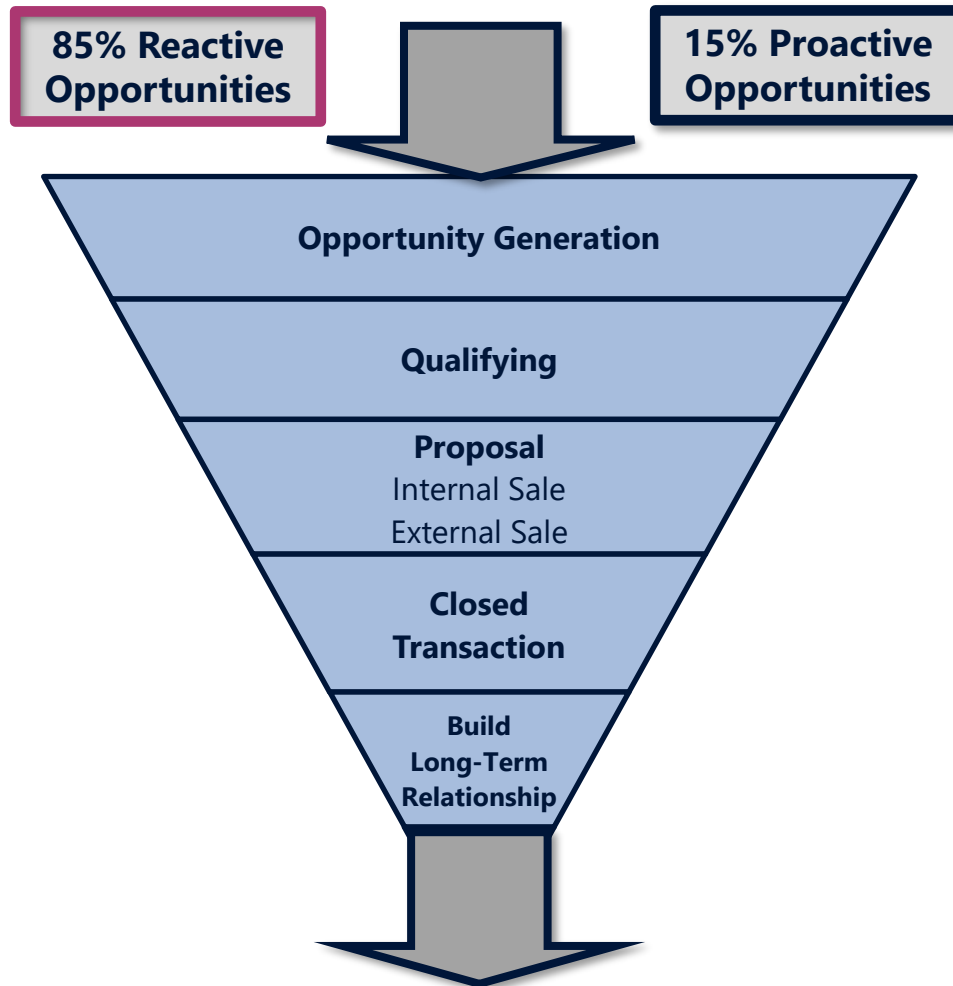 85% Reactive
Opportunities
15% Proactive
Opportunities
Opportunity Generation
Qualifying
Proposal
Internal Sale
External Sale
Closed
Transaction
Build
Long-Term
Relationship